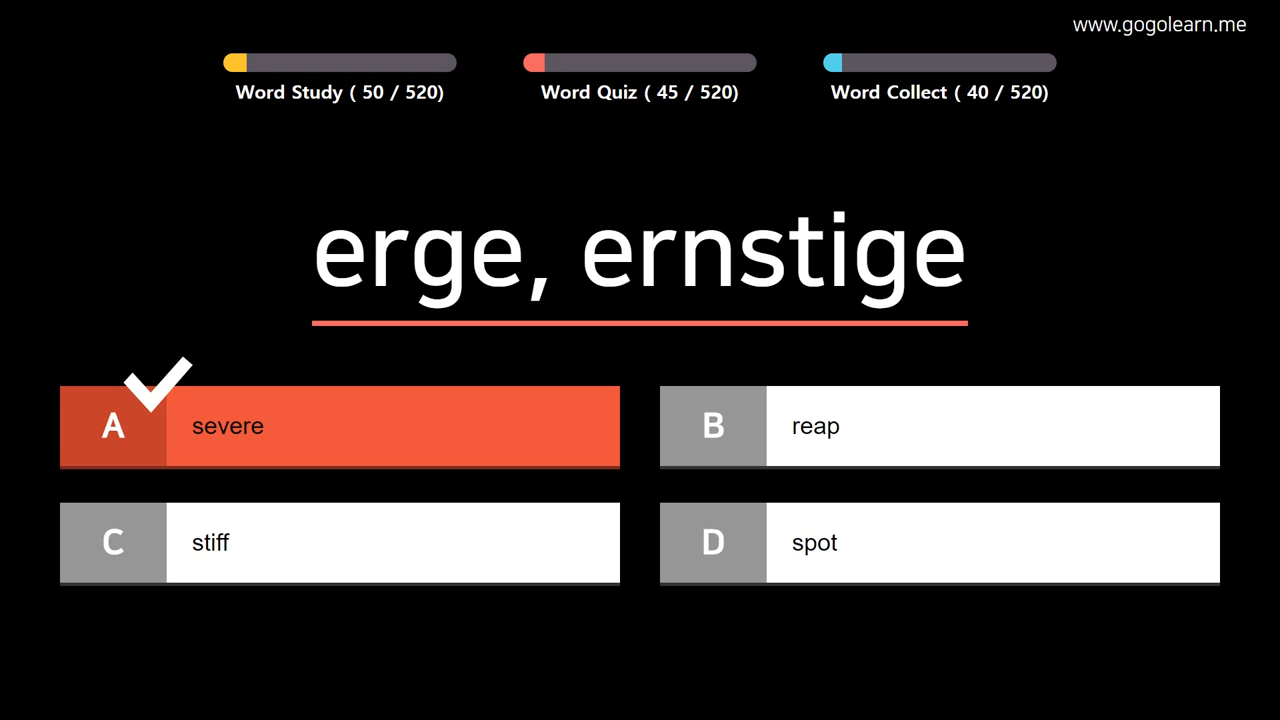 www.gogolearn.me
Word Study ( 50 / 520)
Word Quiz ( 45 / 520)
Word Collect ( 40 / 520)
erge, ernstige
A severe
B reap
C stiff
D spot